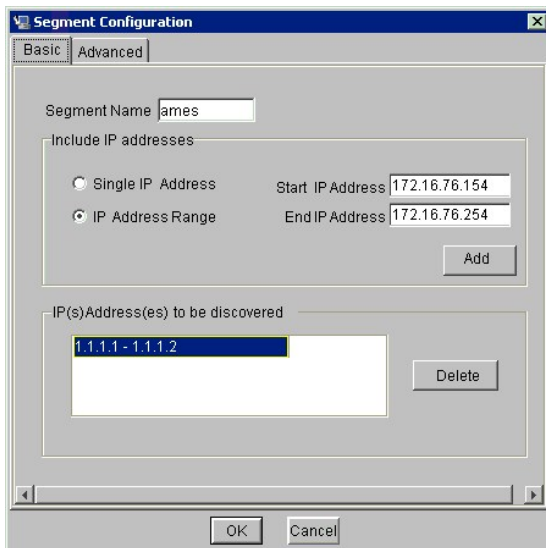 Segment Configuration
Basic Advanced
Segment Name ames
Include IP addresses
Single IP Address Start IP Address 172.16.76.154
IP Address Range End IP Address 172.16.76.254
Add
IP(s)Address(es) to be discovered
1.1.1.1 - 1.1.1.2
Delete
OK Cancel